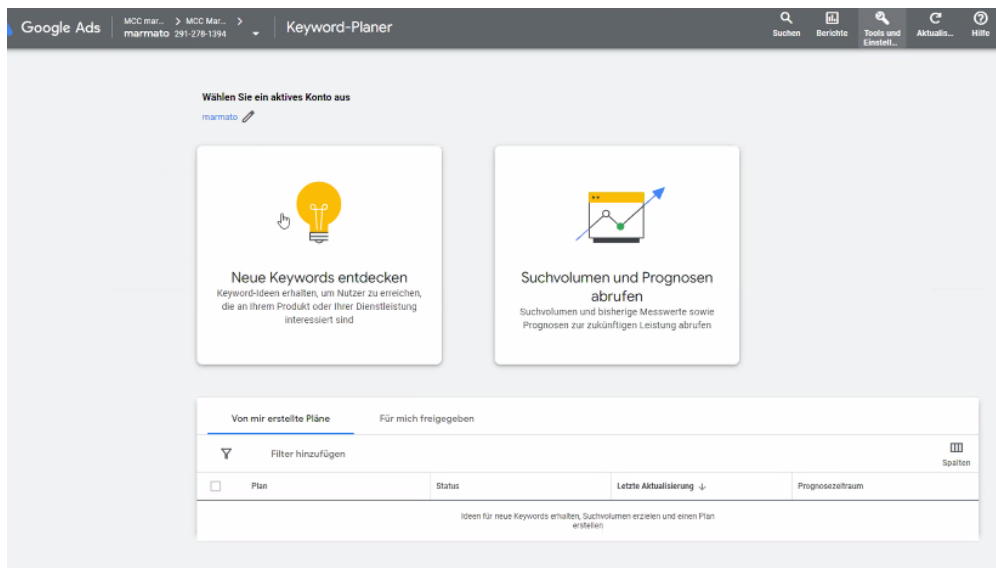 Google Ads
MCC mar... > MCC Mar... >
marmato 291-278-1394
Keyword-Planer
Suchen
Berichte
Tools und
Einstell...
Aktualis...
Hilfe
Wählen Sie ein aktives Konto aus
marmato
Neue Keywords entdecken
Keyword-Ideen erhalten, um Nutzer zu erreichen,
die an Ihrem Produkt oder Ihrer Dienstleistung
interessiert sind
Suchvolumen und Prognosen
abrufen
Suchvolumen und bisherige Messwerte sowie
Prognosen zur zukünftigen Leistung abrufen
Von mir erstellte Pläne
Für mich freigegeben
Filter hinzufügen
Spalten
Plan
Status
Letzte Aktualisierung ↓
Prognosezeitraum
Ideen für neue Keywords erhalten, Suchvolumen erzielen und einen Plan
erstellen